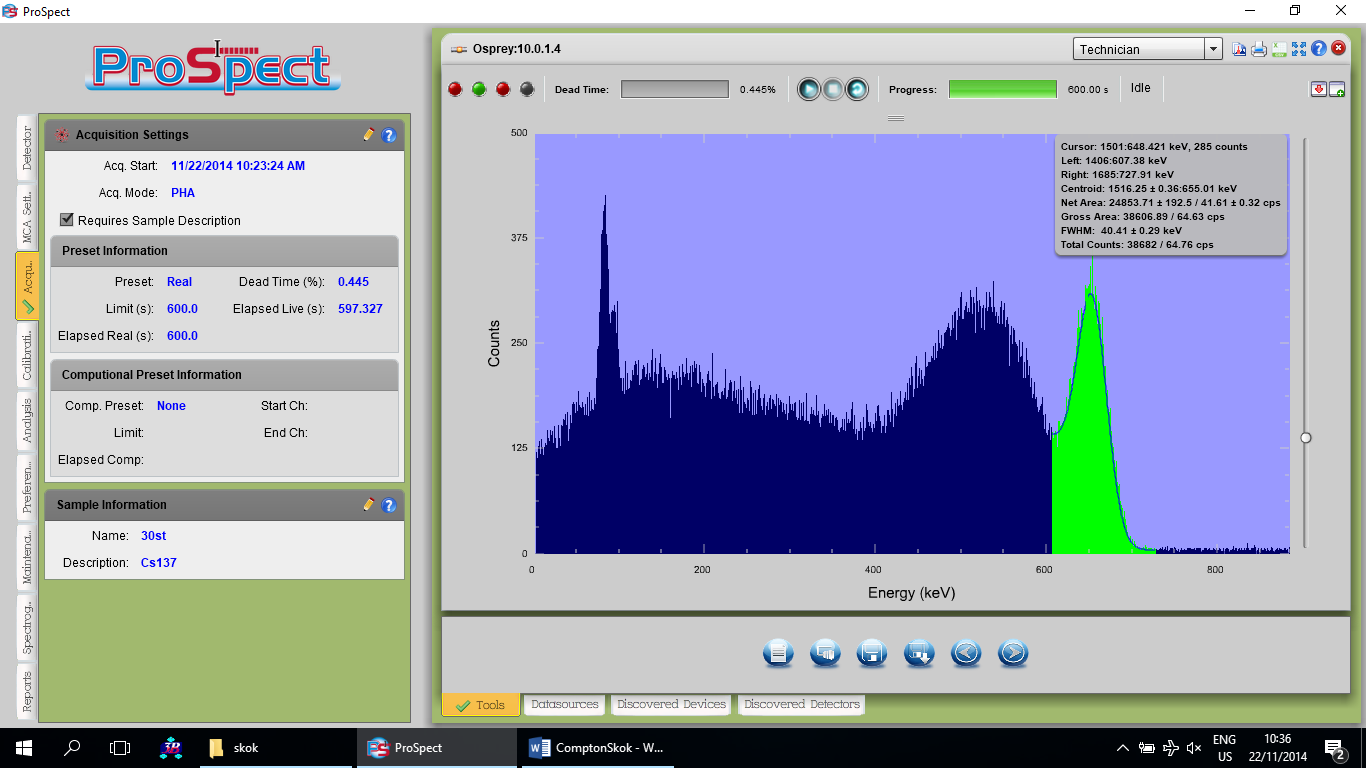 ProSpect
ProSpect
Detector
MCA Sett..
Acqu..
Calibrati..
Analysis
Preferen..
Maintena..
Spectrog..
Reports
Acquisition Settings
Acq. Start: 11/22/2014 10:23:24 AM
Acq. Mode: PHA
Requires Sample Description
Preset Information
Preset: Real Dead Time (%): 0.445
Limit (s): 600.0 Elapsed Live (s): 597.327
Elapsed Real (s): 600.0
Computional Preset Information
Comp. Preset: None Start Ch:
Limit: End Ch:
Elapsed Comp:
Sample Information
Name: 30st
Description: Cs137
Osprey:10.0.1.4
Technician
Dead Time: 0.445% Progress: 600.00 s Idle
Cursor: 1501:648.421 keV, 285 counts
Left: 1406:607.38 keV
Right: 1685:727.91 keV
Centroid: 1516.25 ± 0.36:655.01 keV
Net Area: 24853.71 ± 192.5 / 41.61 ± 0.32 cps
Gross Area: 38606.89 / 64.63 cps
FWHM: 40.41 ± 0.29 keV
Total Counts: 38682 / 64.76 cps
500
375
250
125
0
Counts
0 200 400 600 800
Energy (keV)
Tools Datasources Discovered Devices Discovered Detectors
skok
ProSpect
ComptonSkok - W...
ENG
US
10:36
22/11/2014
2